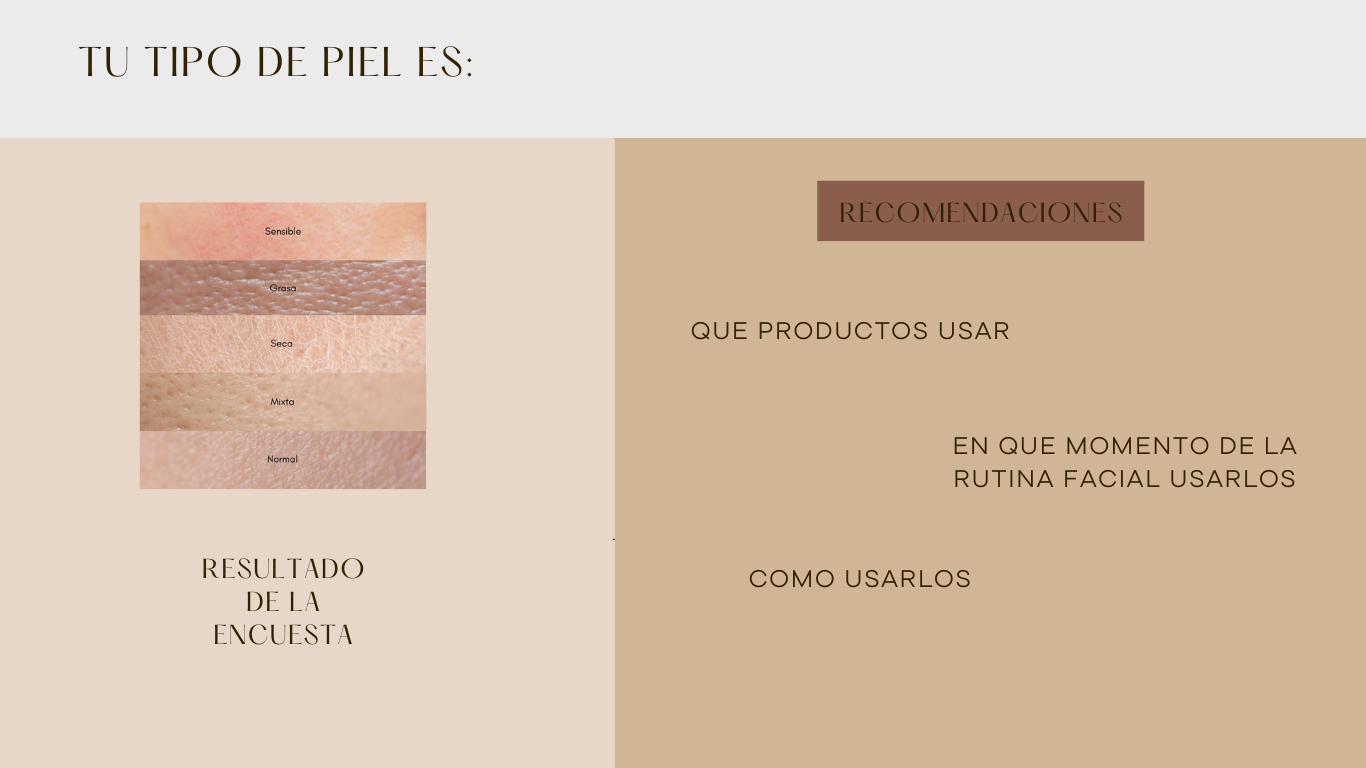 TU TIPO DE PIEL ES:
Sensible
Grasa
Seca
Mixta
Normal
RESULTADO
DE LA
ENCUESTA
RECOMENDACIONES
QUE PRODUCTOS USAR
EN QUE MOMENTO DE LA
RUTINA FACIAL USARLOS
COMO USARLOS